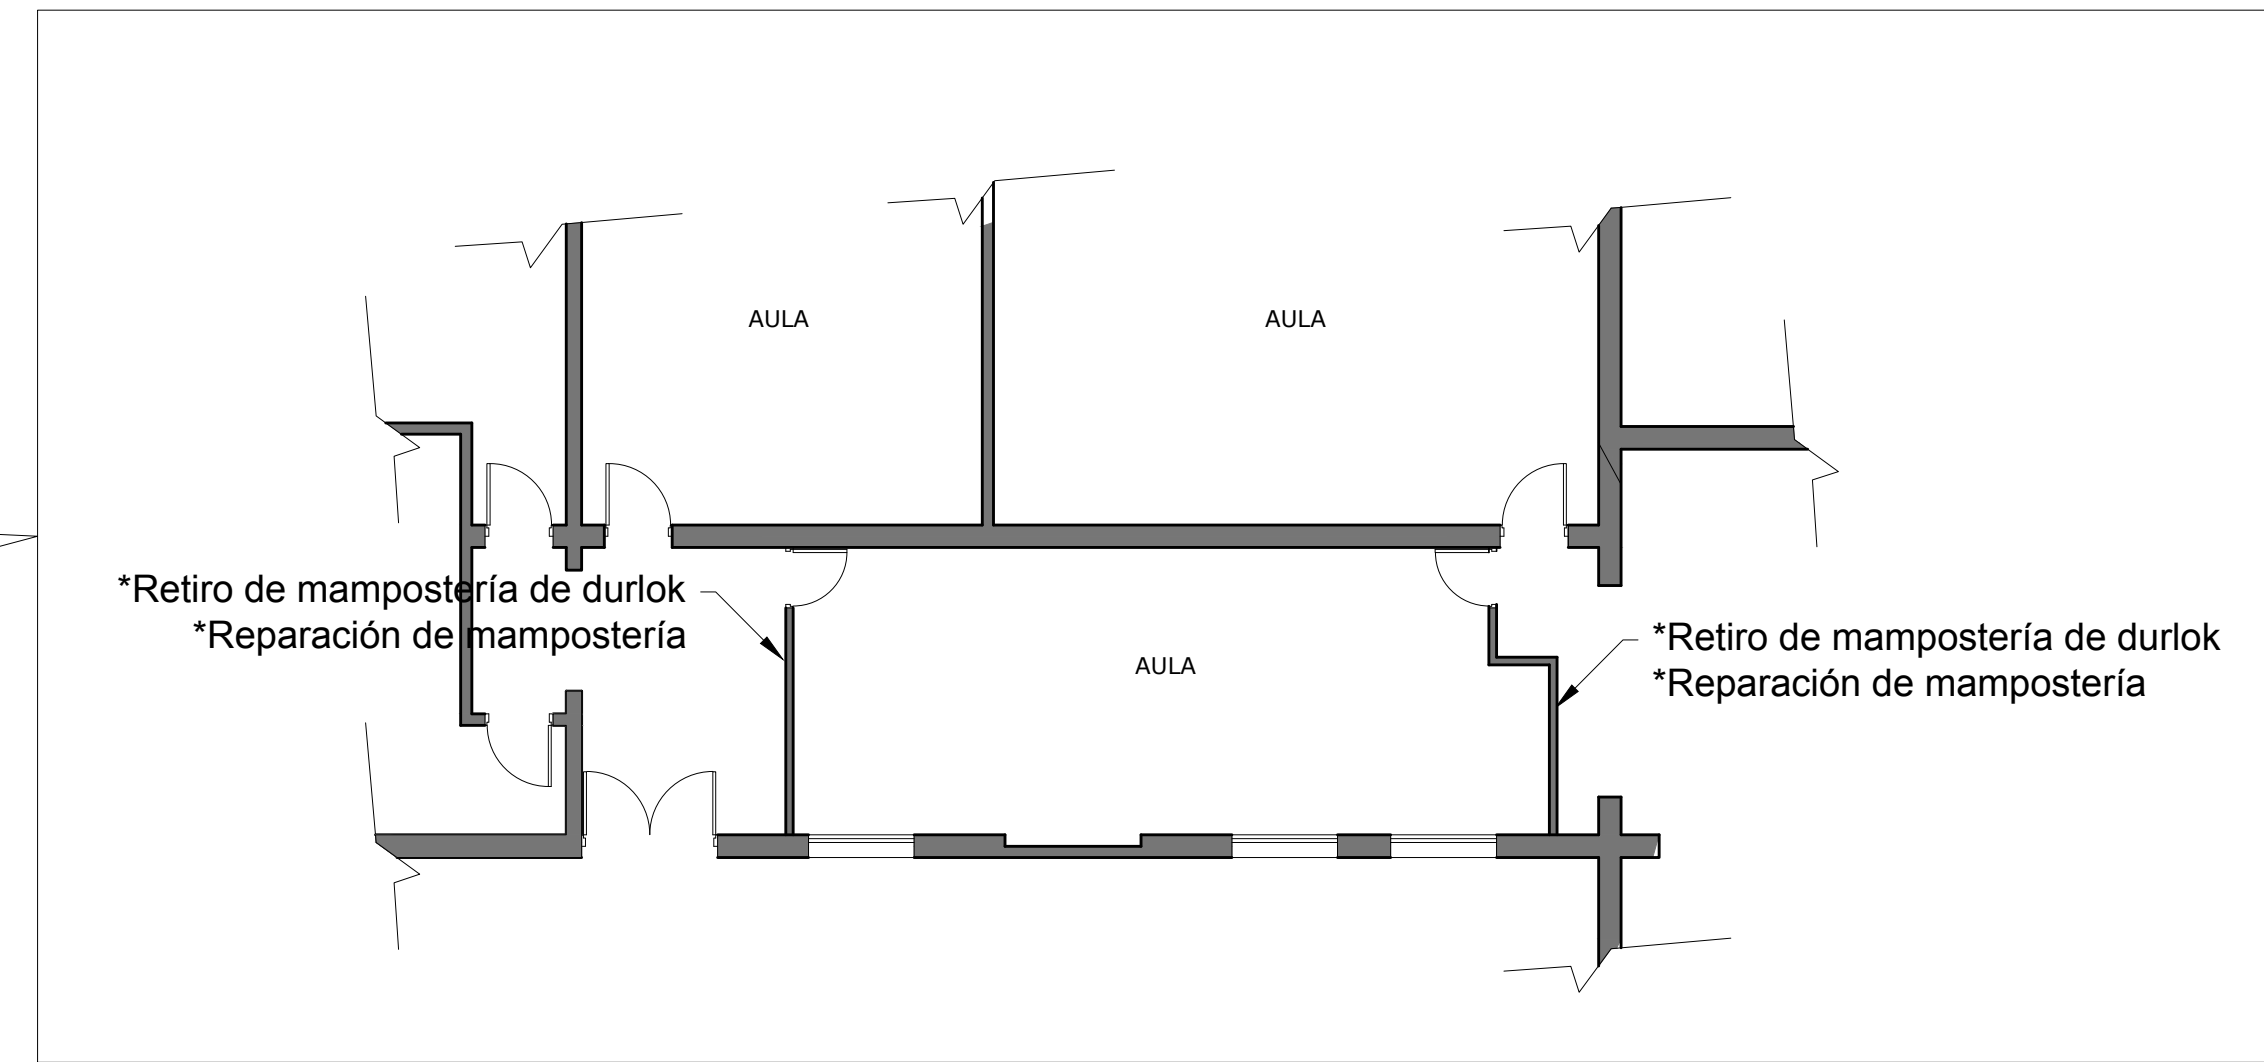 AULA
AULA
*Retiro de mampostería de durlok
*Reparación de mampostería
*Retiro de mampostería de durlok
*Reparación de mampostería
AULA